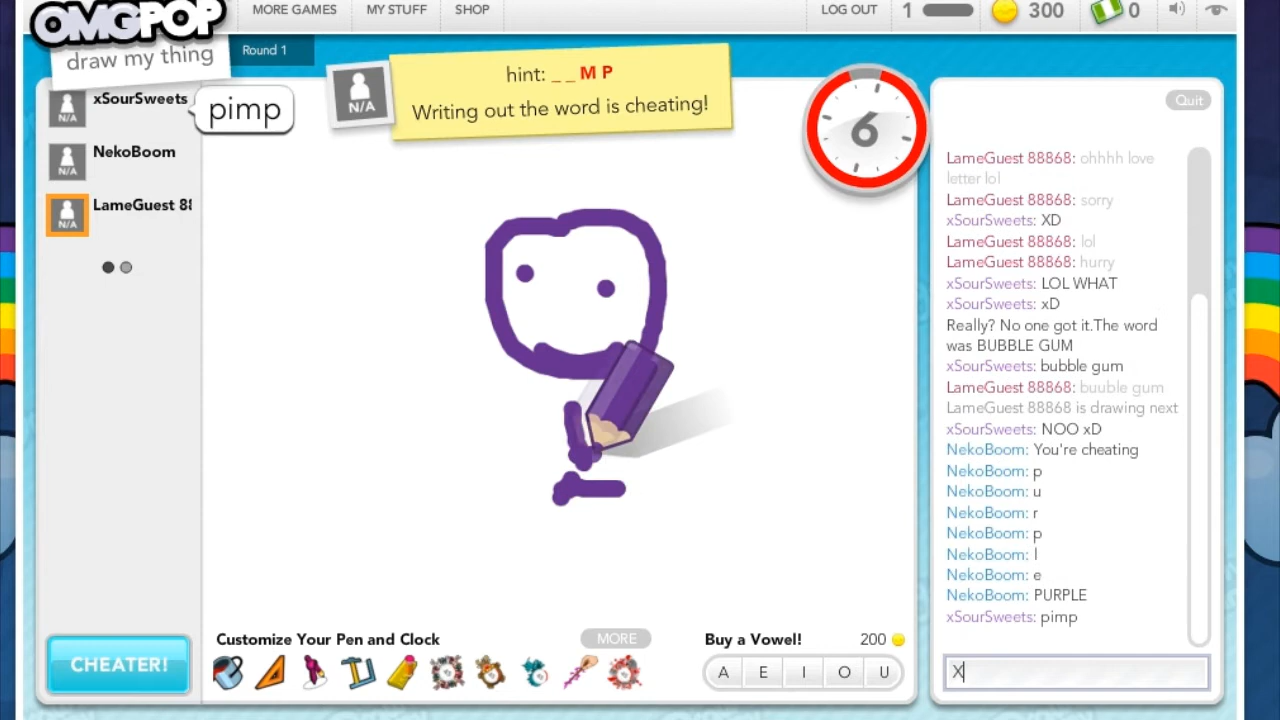 OMGPOP
MORE GAMES
MY STUFF
SHOP
LOG OUT
1
300
0
draw my thing
Round 1
hint: _ _ M P
Writing out the word is cheating!
N/A
6
Quit
N/A
xSourSweets
pimp
N/A
NekoBoom
N/A
LameGuest 88
LameGuest 88868: ohhhh love
letter lol
LameGuest 88868: sorry
xSourSweets: XD
LameGuest 88868: lol
LameGuest 88868: hurry
xSourSweets: LOL WHAT
xSourSweets: xD
Really? No one got it.The word
was BUBBLE GUM
xSourSweets: bubble gum
LameGuest 88868: buuble gum
LameGuest 88868 is drawing next
xSourSweets: NOO xD
NekoBoom: You're cheating
NekoBoom: p
NekoBoom: u
NekoBoom: r
NekoBoom: p
NekoBoom: l
NekoBoom: e
NekoBoom: PURPLE
xSourSweets: pimp
X
CHEATER!
Customize Your Pen and Clock
MORE
Buy a Vowel!
200
A E I O U